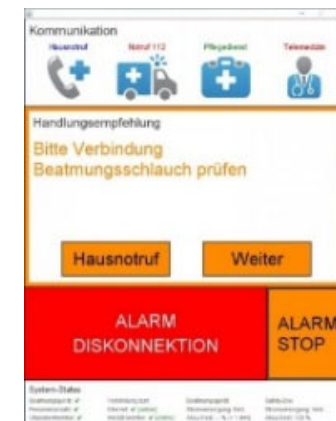 Kommunikation
Hausnotruf Notruf 112 Pflegedienst Telemedizin
Handlungsempfehlung
Bitte Verbindung
Beatmungsschlauch prüfen
Hausnotruf Weiter
ALARM
DISKONNEKTION
ALARM
STOP
System-Status